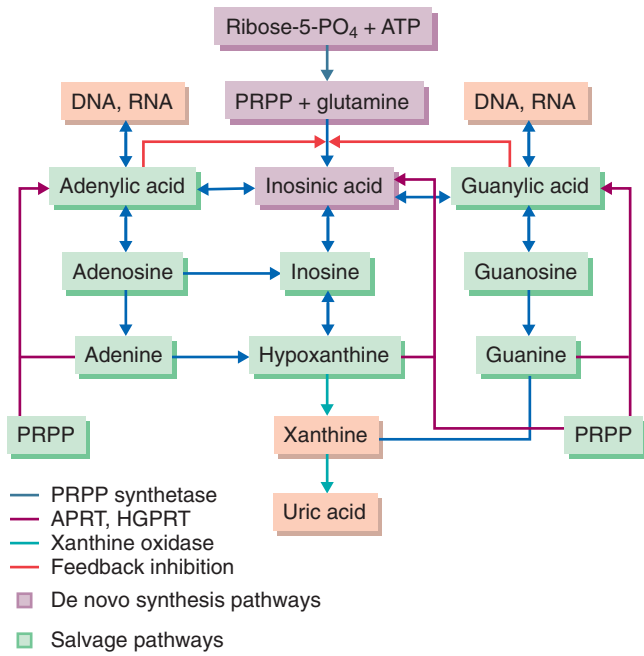 Ribose-5-PO₄ + ATP
DNA, RNA
PRPP + glutamine
DNA, RNA
Adenylic acid
Inosinic acid
Guanylic acid
Adenosine
Inosine
Guanosine
Adenine
Hypoxanthine
Guanine
PRPP
Xanthine
PRPP
Uric acid
PRPP synthetase
APRT, HGPRT
Xanthine oxidase
Feedback inhibition
De novo synthesis pathways
Salvage pathways